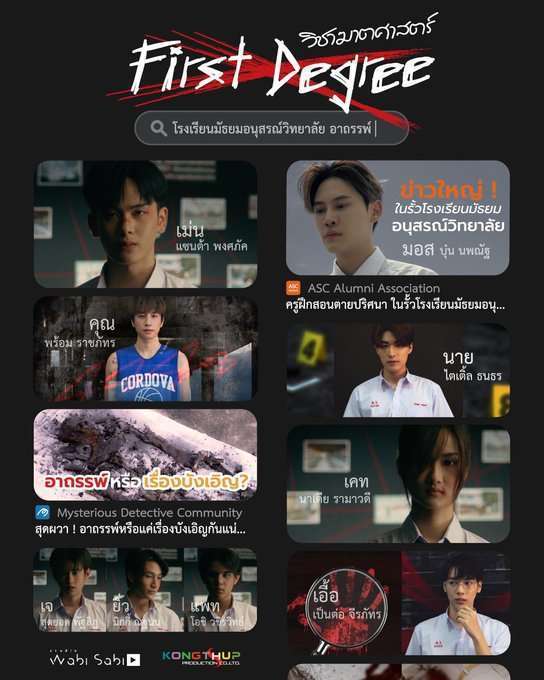 วิชาฆาตศาสตร์
First Degree
โรงเรียนมัธยมอนุสรณ์วิทยาลัย อาถรรพ์
เม่น
แซนต้า พงศภัค
ข่าวใหญ่ !
ในรั้วโรงเรียนมัธยม
อนุสรณ์วิทยาลัย
มอส บุ๋น นพณัฐ
ASC Alumni Association
ครูฝึกสอนตายปริศนา ในรั้วโรงเรียนมัธยมอนุ...
คุณ
พร้อม ราชภัทร
CORDOVA
นาย
ไตเติ้ล ธนธร
อาถรรพ์หรือเรื่องบังเอิญ?
Mysterious Detective Community
สุดผวา ! อาถรรพ์หรือแค่เรื่องบังเอิญกันแน่...
เคท
นาเดีย รามาวดี
เจ
ยิ้ว
แพท
เอื้อ
เป็นต่อ จีรภัทร
studio
Wabi Sabi
KONGTHUP
PRODUCTION CO.,LTD.